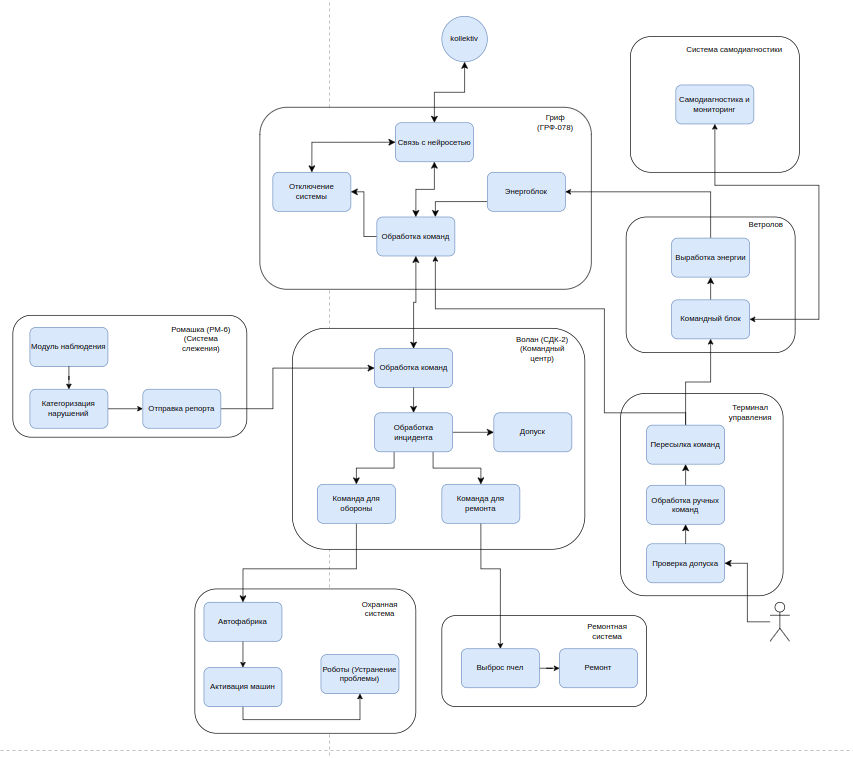 kollektiv
Система самодиагностики
Самодиагностика и
мониторинг
Гриф
(ГРФ-078)
Связь с нейросетью
Отключение
системы
Энергоблок
Обработка команд
Ветролов
Выработка энергии
Командный блок
Ромашка (РМ-6)
(Система
слежения)
Модуль наблюдения
Категоризация
нарушений
Отправка репорта
Волан (СДК-2)
(Командный
центр)
Обработка команд
Обработка
инцидента
Допуск
Команда для
обороны
Команда для
ремонта
Терминал
управления
Пересылка команд
Обработка ручных
команд
Проверка допуска
Охранная
система
Автофабрика
Активация машин
Роботы (Устранение
проблемы)
Ремонтная
система
Выброс пчел
Ремонт